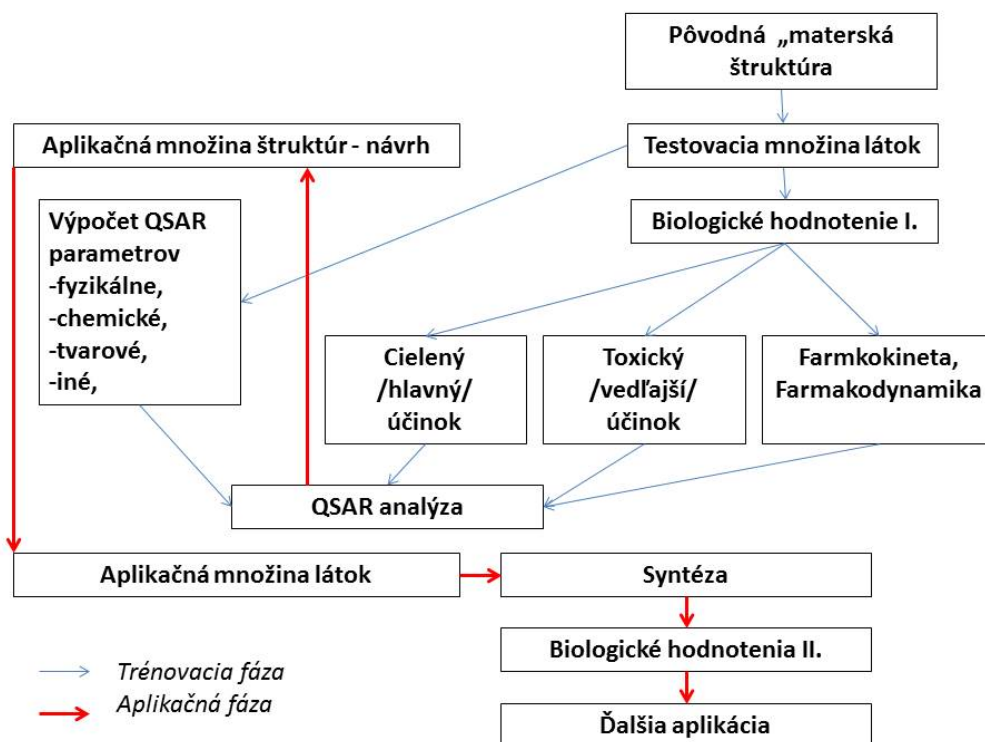 Pôvodná „materská
štruktúra
Aplikačná množina štruktúr - návrh
Testovacia množina látok
Výpočet QSAR
parametrov
-fyzikálne,
-chemické,
-tvarové,
-iné,
Biologické hodnotenie I.
Cielený
/hlavný/
účinok
Toxický
/vedľajší/
účinok
Farmkokineta,
Farmakodynamika
QSAR analýza
Aplikačná množina látok
Syntéza
Biologické hodnotenia II.
Ďalšia aplikácia
Trénovacia fáza
Aplikačná fáza